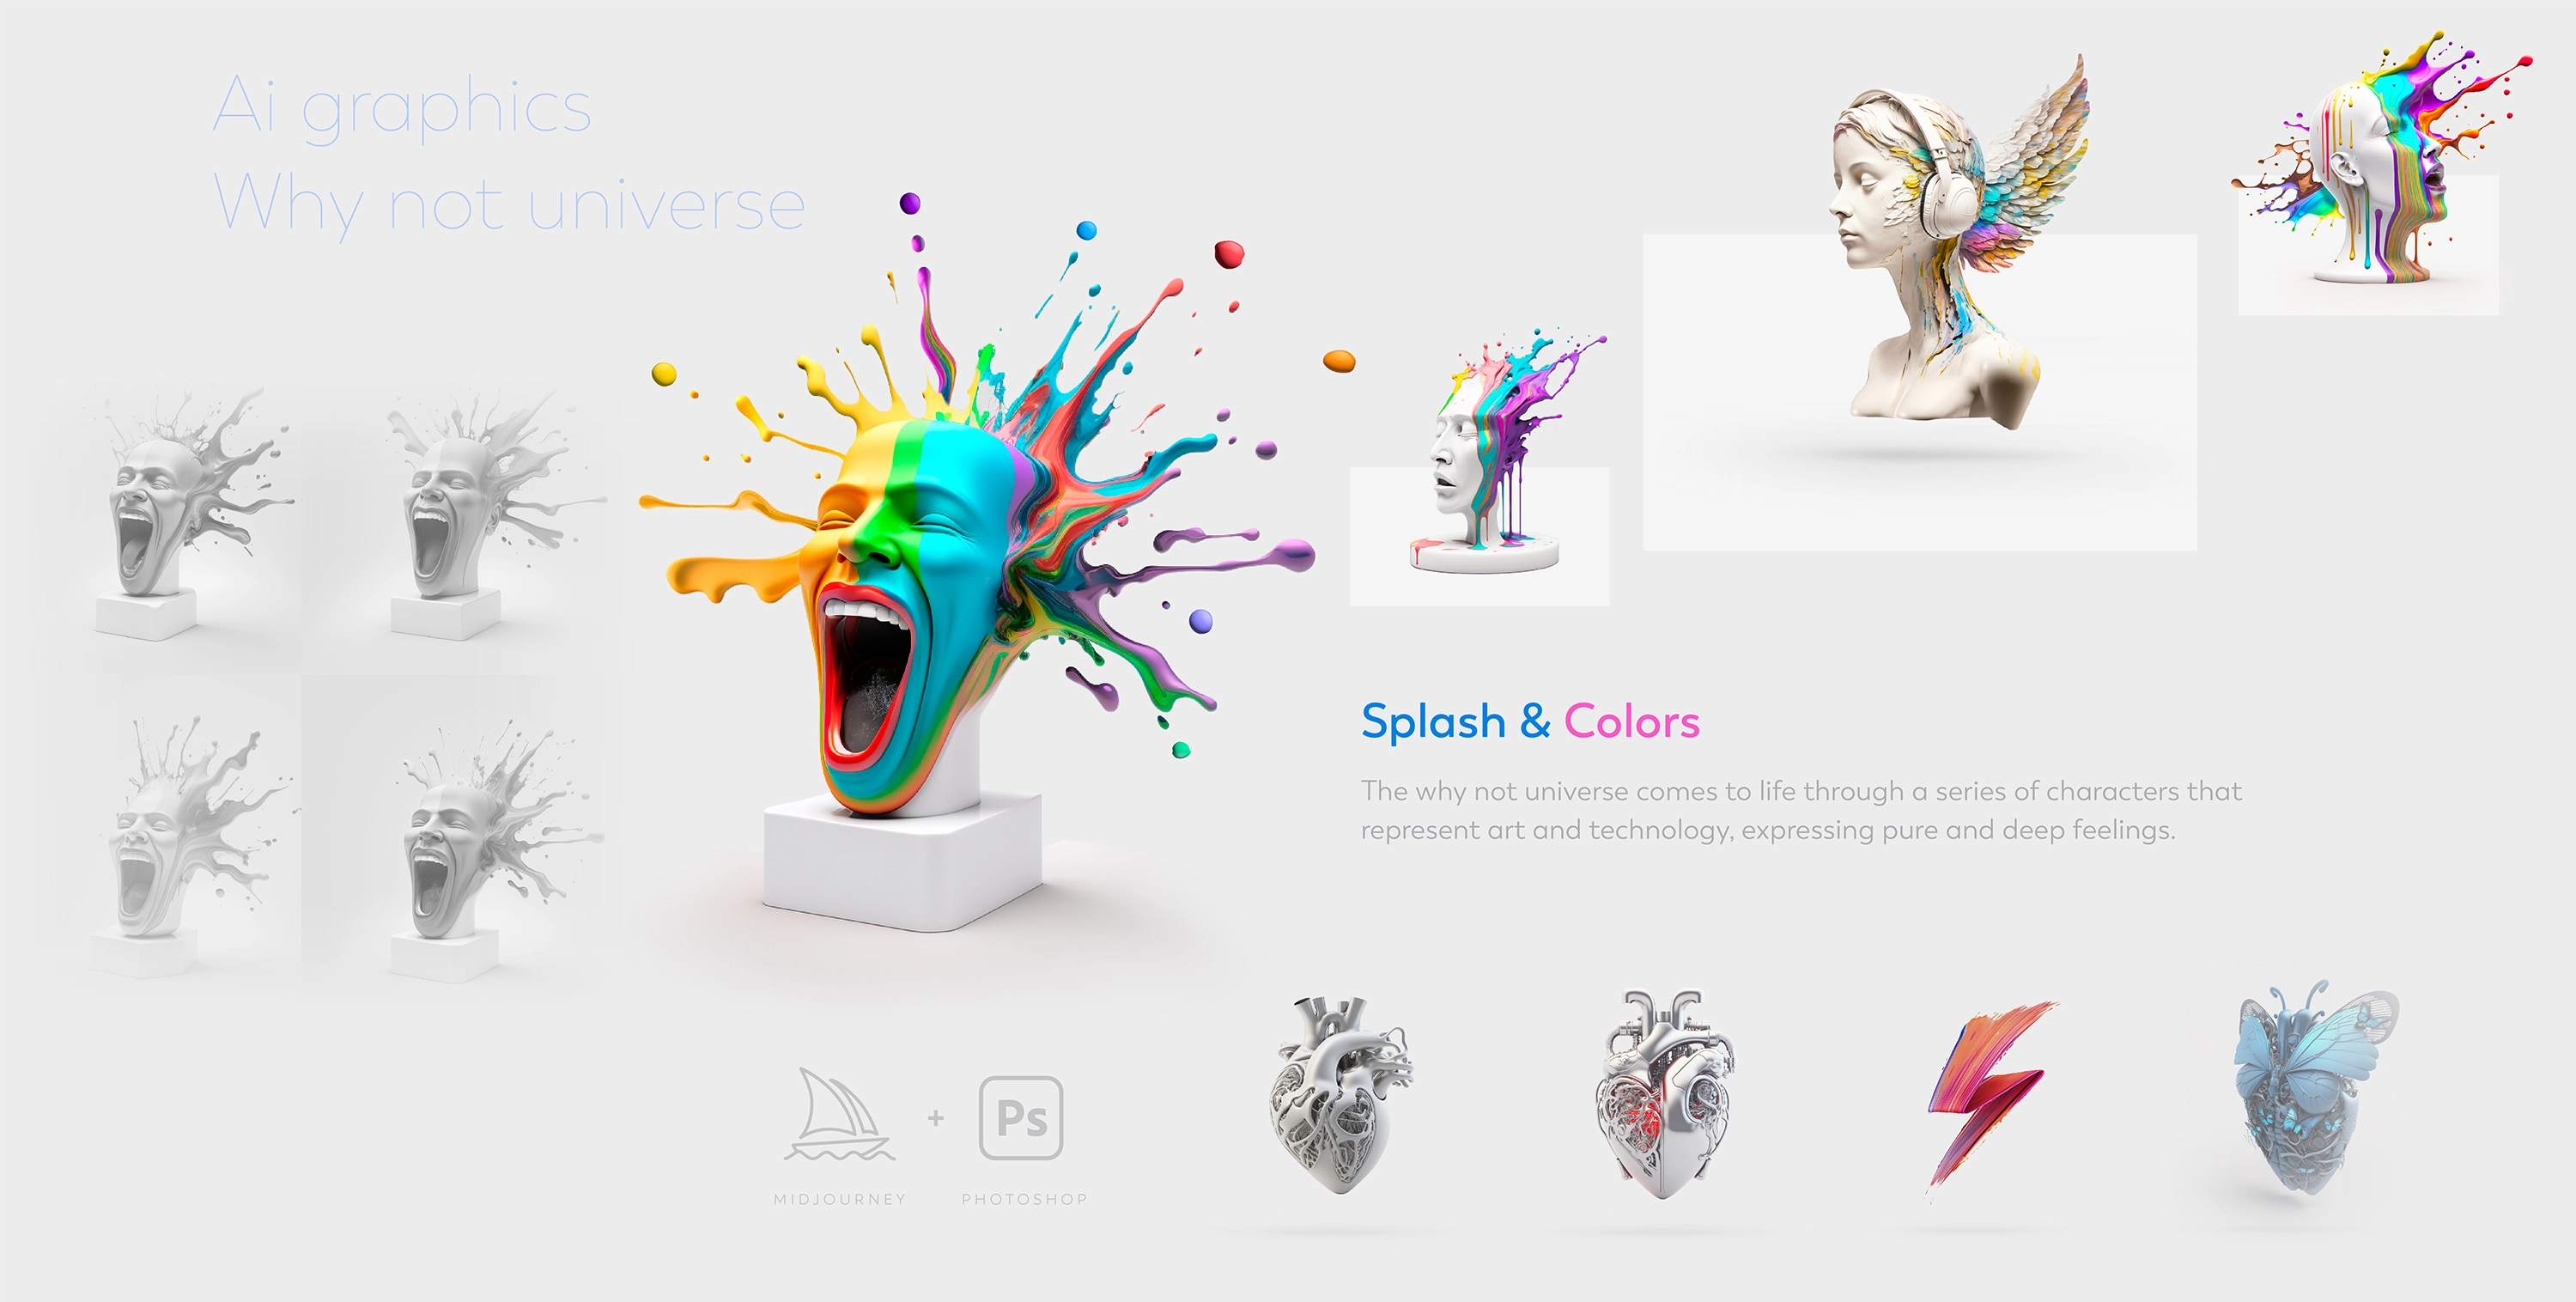 Ai graphics
Why not universe
Splash & Colors
The why not universe comes to life through a series of characters that
represent art and technology, expressing pure and deep feelings.
+
Ps
MIDJOURNEY
PHOTOSHOP